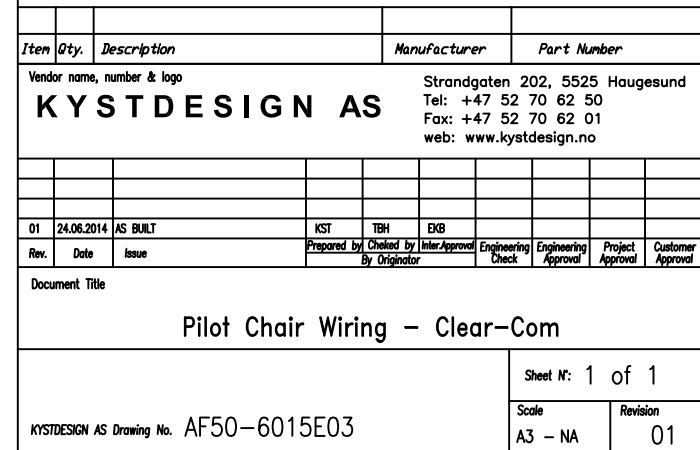 Item Qty. Description Manufacturer Part Number
Vendor name, number & logo
KYSTDESIGN AS
Strandgaten 202, 5525 Haugesund
Tel: +47 52 70 62 50
Fax: +47 52 70 62 01
web: www.kystdesign.no
01 24.06.2014 AS BUILT KST TBH EKB
Rev. Date Issue Prepared by Cheked by Inter.Approval Engineering Check Engineering Approval Project Approval Customer Approval
By Originator
Document Title
Pilot Chair Wiring - Clear-Com
Sheet N°: 1 of 1
KYSTDESIGN AS Drawing No. AF50-6015E03
Scale Revision
A3 - NA 01